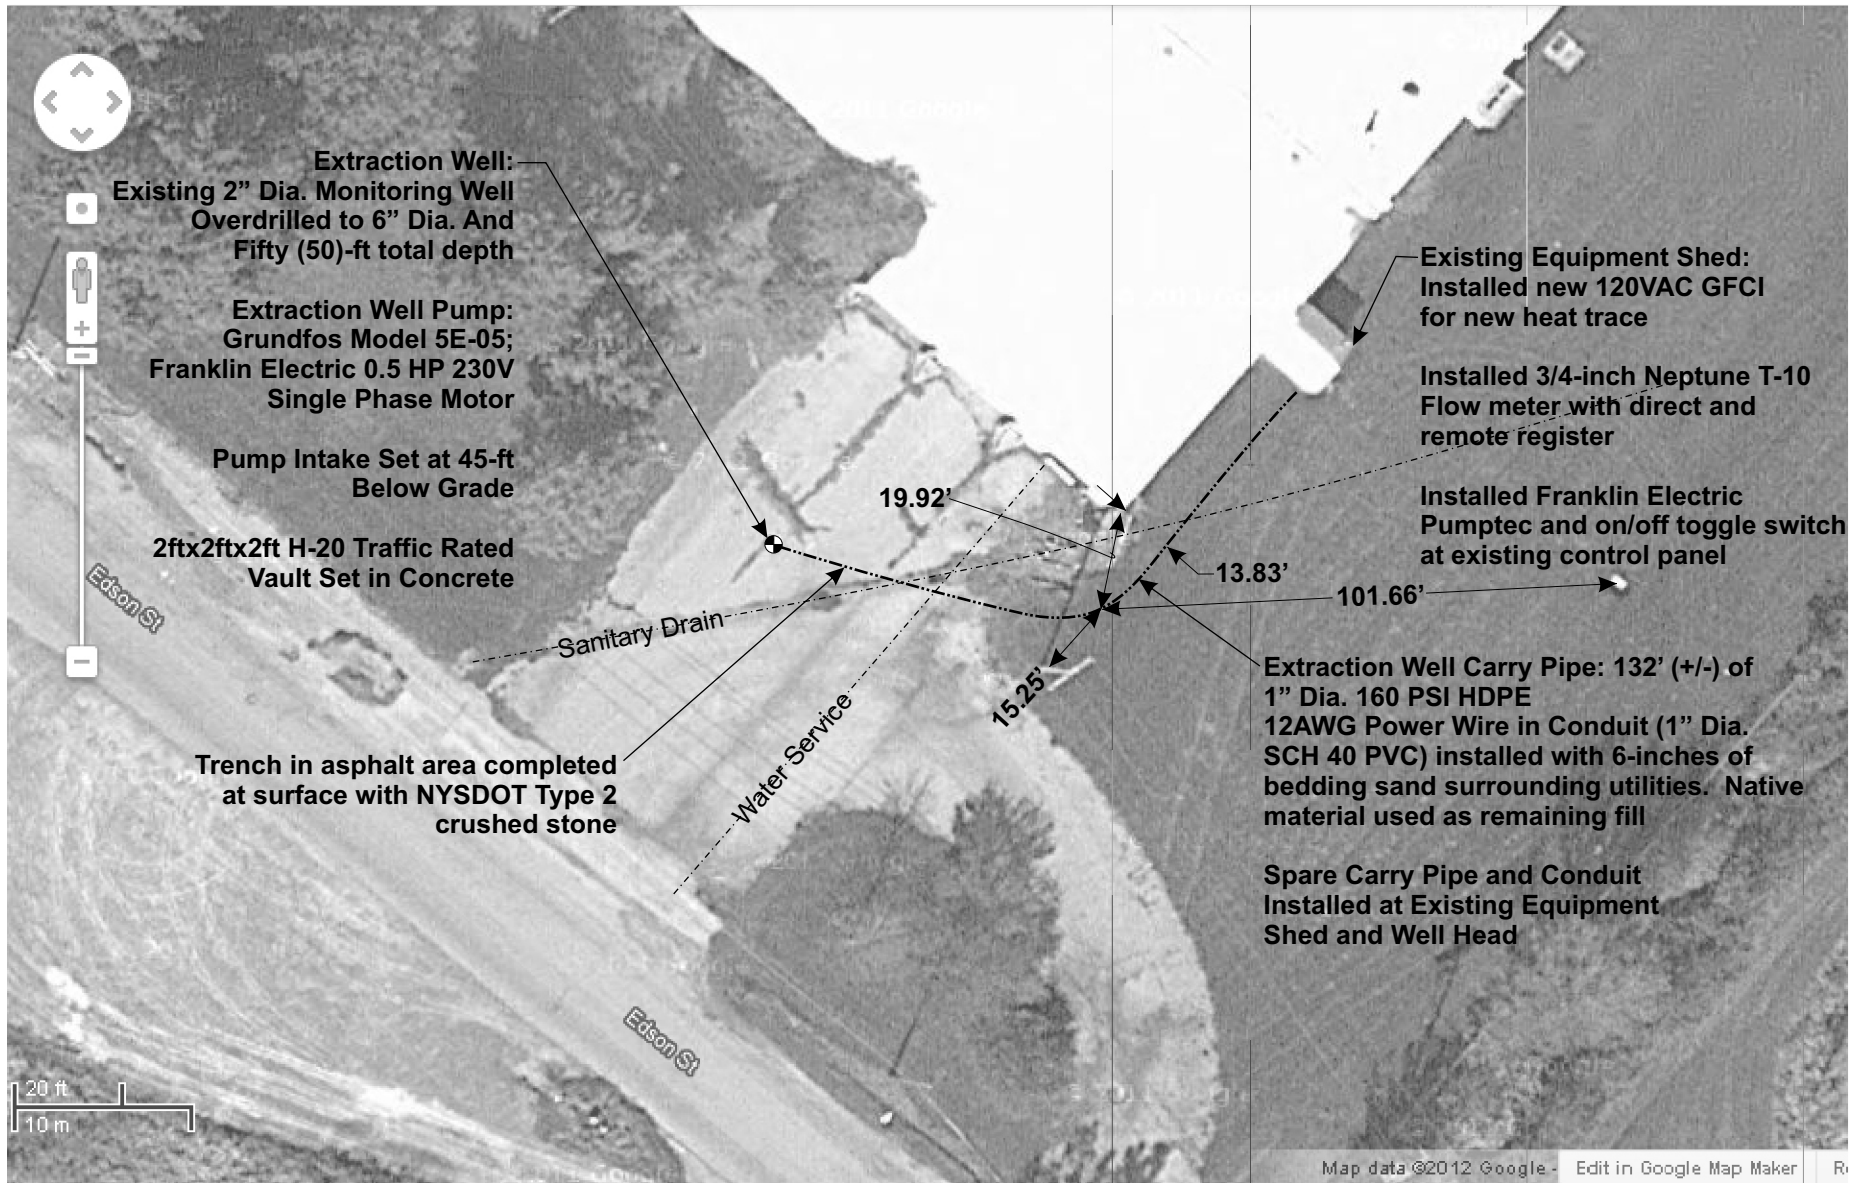 Extraction Well:
Existing 2” Dia. Monitoring Well
Overdrilled to 6” Dia. And
Fifty (50)-ft total depth
Extraction Well Pump:
Grundfos Model 5E-05;
Franklin Electric 0.5 HP 230V
Single Phase Motor
Pump Intake Set at 45-ft
Below Grade
2ftx2ftx2ft H-20 Traffic Rated
Vault Set in Concrete
Edson St
Existing Equipment Shed:
Installed new 120VAC GFCI
for new heat trace
Installed 3/4-inch Neptune T-10
Flow meter with direct and
remote register
Installed Franklin Electric
Pumptec and on/off toggle switch
at existing control panel
19.92’
13.83’
101.66’
15.25’
Sanitary Drain
Water Service
Trench in asphalt area completed
at surface with NYSDOT Type 2
crushed stone
Extraction Well Carry Pipe: 132’ (+/-) of
1” Dia. 160 PSI HDPE
12AWG Power Wire in Conduit (1” Dia.
SCH 40 PVC) installed with 6-inches of
bedding sand surrounding utilities. Native
material used as remaining fill
Spare Carry Pipe and Conduit
Installed at Existing Equipment
Shed and Well Head
Edson St
20 ft
10 m
Map data ©2012 Google -
Edit in Google Map Maker